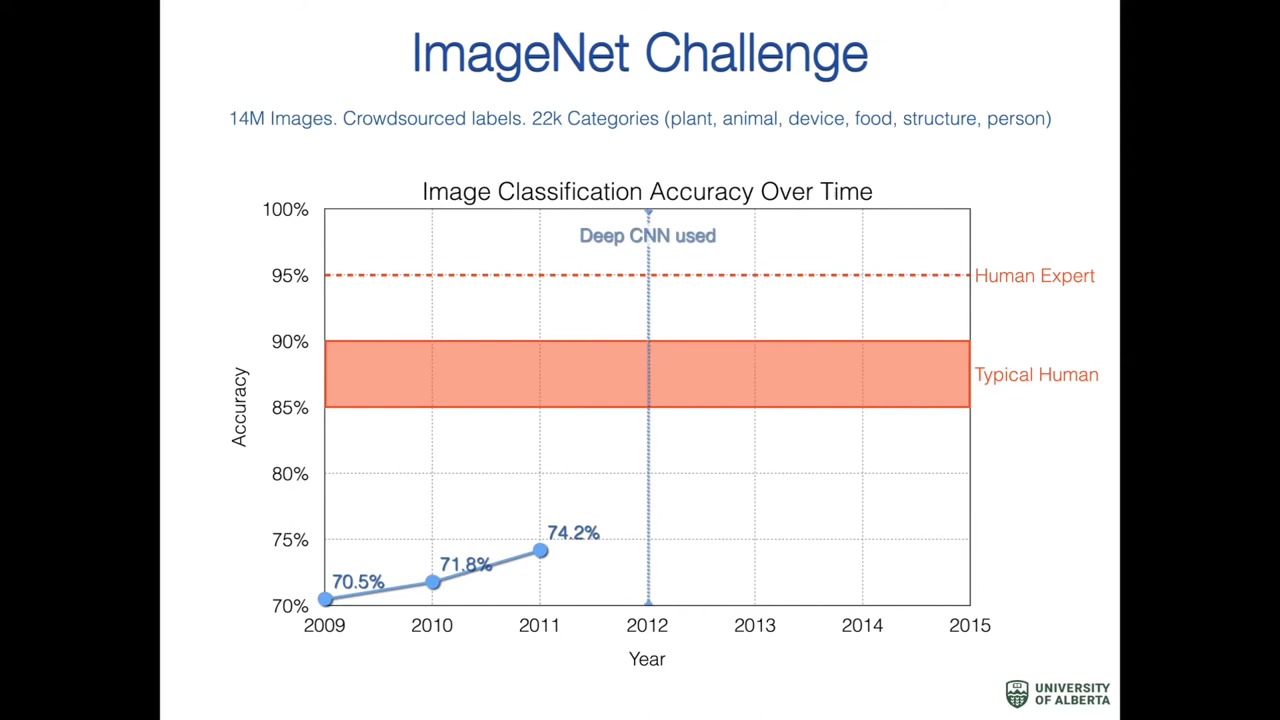 ImageNet Challenge
14M Images. Crowdsourced labels. 22k Categories (plant, animal, device, food, structure, person)
Image Classification Accuracy Over Time
100%
Deep CNN used
95%
Human Expert
90%
Typical Human
Accuracy
85%
80%
75%
74.2%
71.8%
70.5%
70%
2009 2010 2011 2012 2013 2014 2015
Year
UNIVERSITY
OF ALBERTA